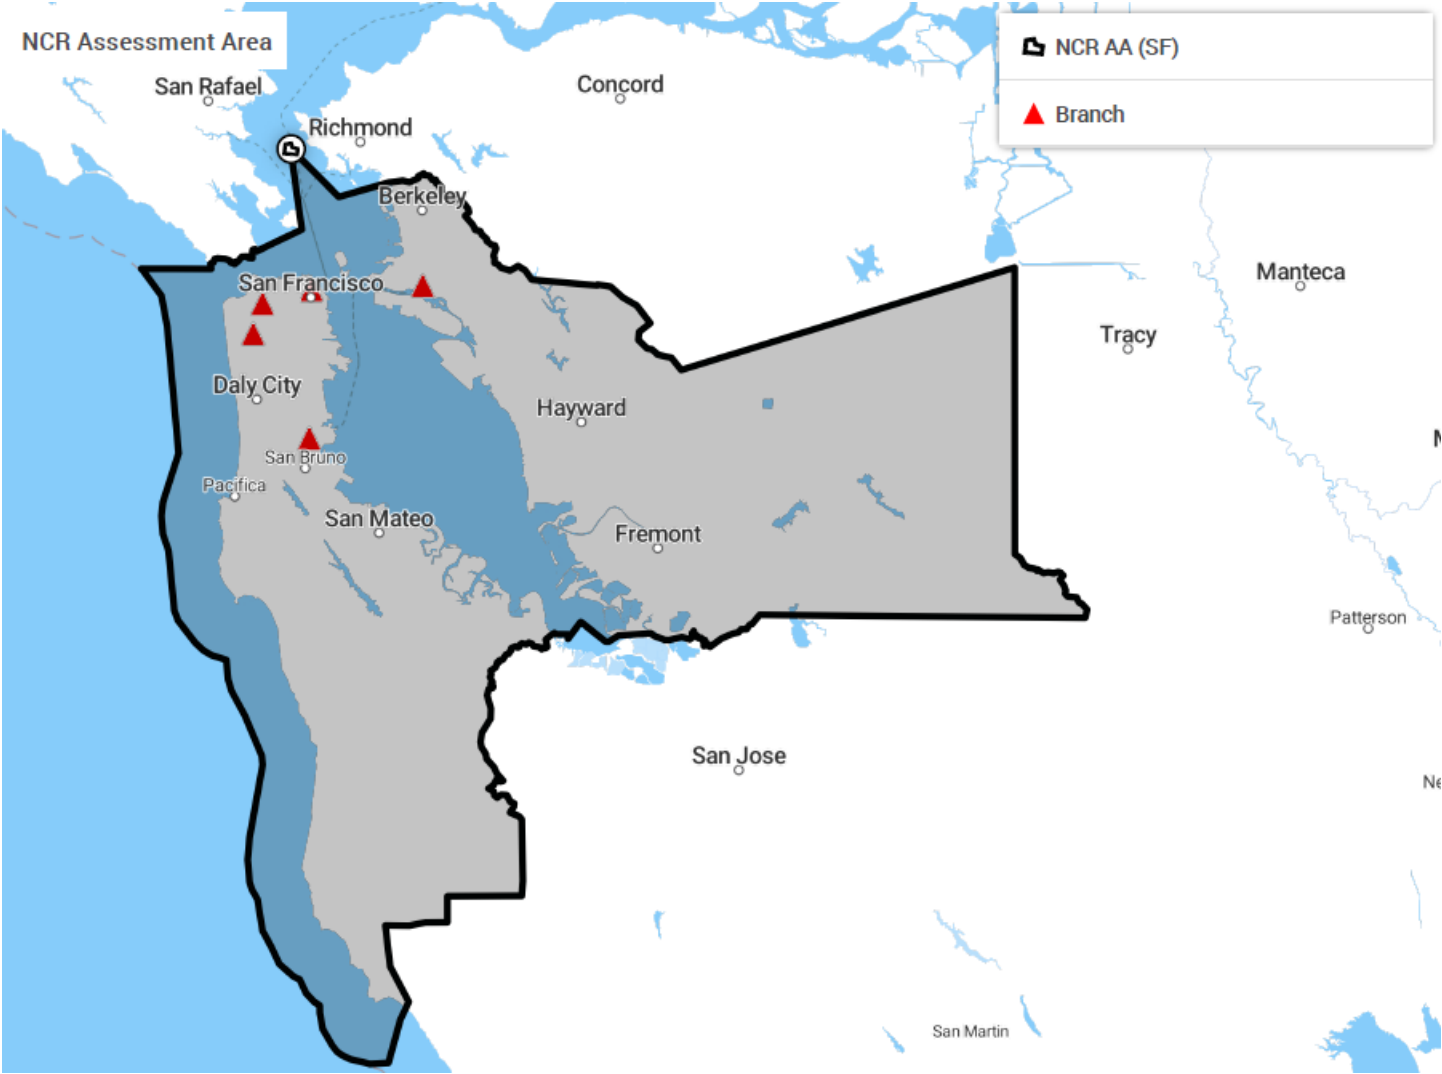 NCR Assessment Area
NCR AA (SF)
Branch
San Rafael
Concord
Richmond
Berkeley
San Francisco
Manteca
Tracy
Daly City
Hayward
San Bruno
Pacifica
San Mateo
Fremont
Patterson
San Jose
San Martin